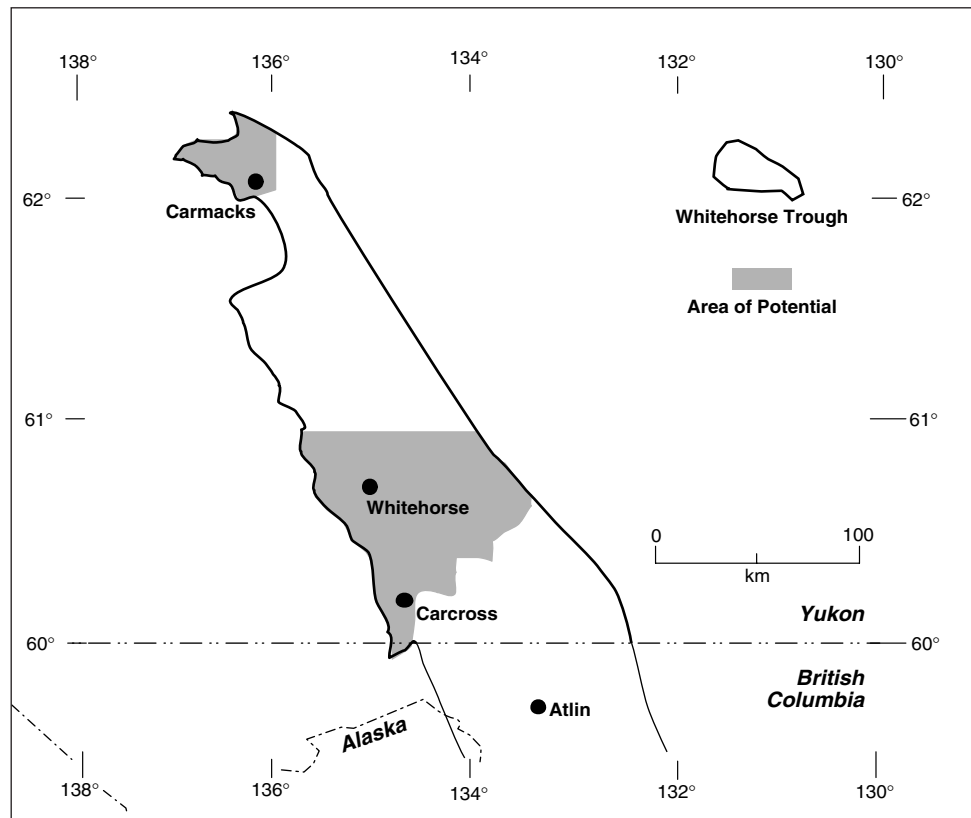 138°
136°
134°
132°
130°
62°
Carmacks
Whitehorse Trough
62°
Area of Potential
61°
61°
Whitehorse
0
100
km
Carcross
Yukon
60°
60°
British
Columbia
Atlin
Alaska
138°
136°
134°
132°
130°